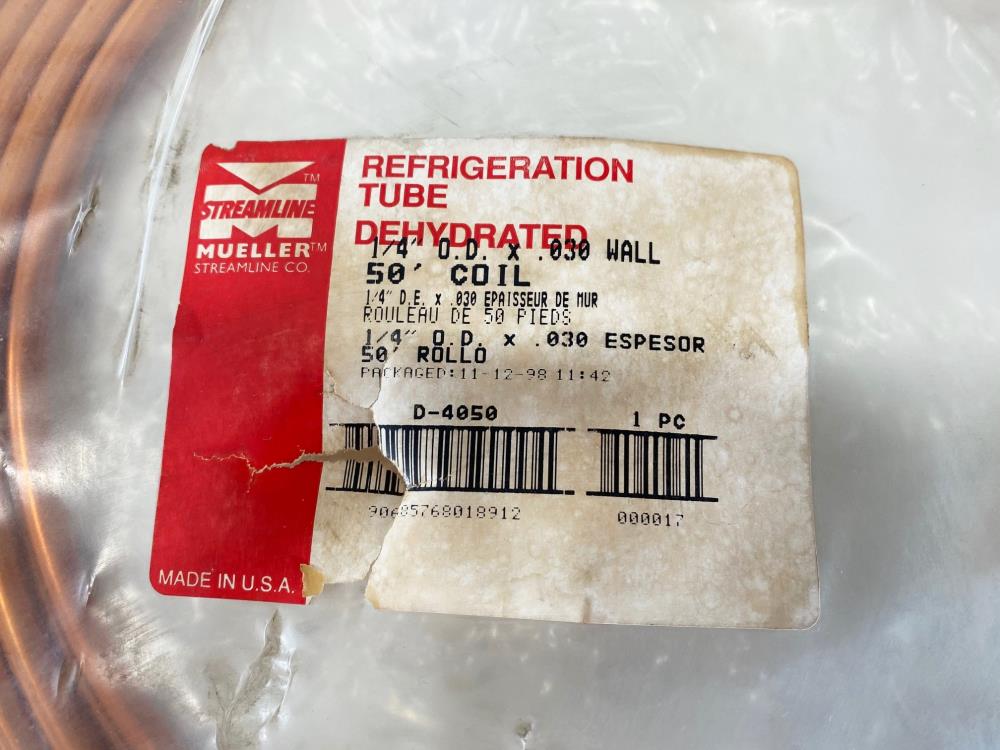 TM
STREAMLINE
MUELLER™
STREAMLINE CO.
REFRIGERATION
TUBE
DEHYDRATED
1/4" O.D. x .030 WALL
50' COIL
1/4" D.E. x .030 EPAISSEUR DE MUR
ROULEAU DE 50 PIEDS
1/4" O.D. x .030 ESPESOR
50' ROLLO
PACKAGED:11-12-98 11:42
D-4050
1 PC
90685768018912
000017
MADE IN U.S.A.